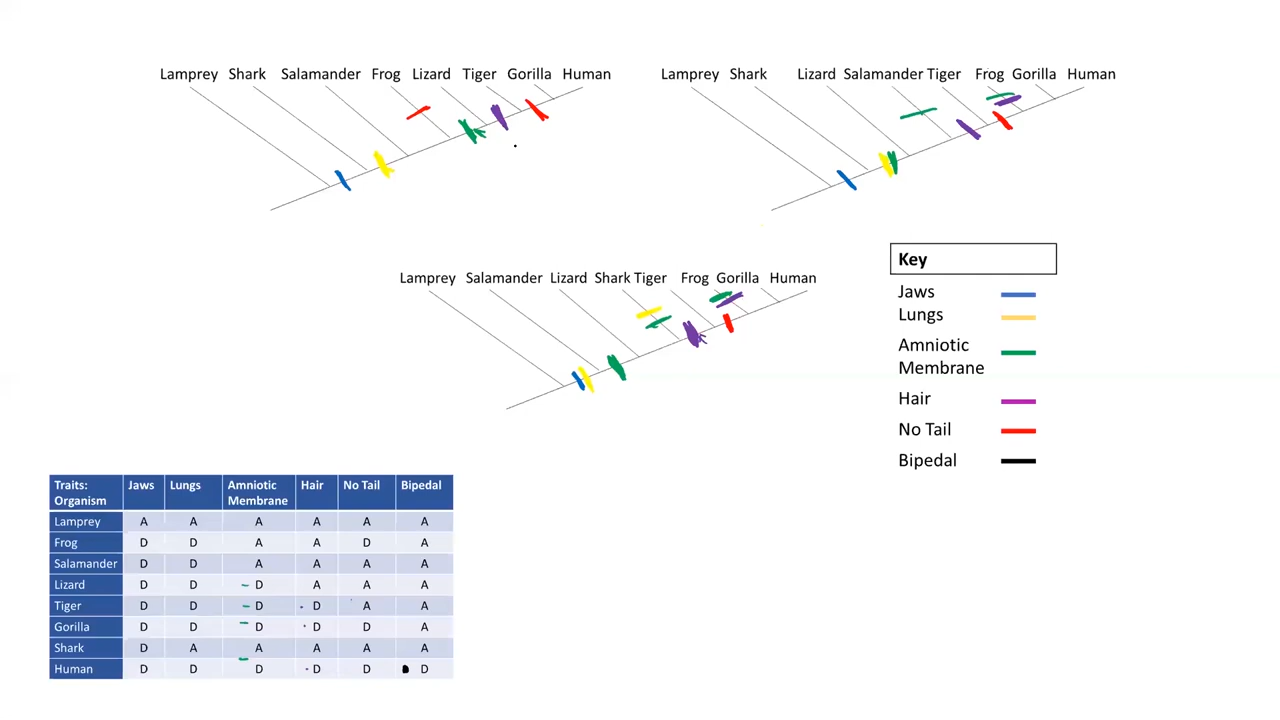 Lamprey Shark Salamander Frog Lizard Tiger Gorilla Human
Lamprey Shark Lizard Salamander Tiger Frog Gorilla Human
Lamprey Salamander Lizard Shark Tiger Frog Gorilla Human
Key
Jaws
Lungs
Amniotic
Membrane
Hair
No Tail
Bipedal
Traits: Jaws Lungs Amniotic Hair No Tail Bipedal
Organism Membrane
Lamprey A A A A A A
Frog D D A A D A
Salamander D D A A A A
Lizard D D D A A A
Tiger D D D D A A
Gorilla D D D D D A
Shark D A A A A A
Human D D D D D D